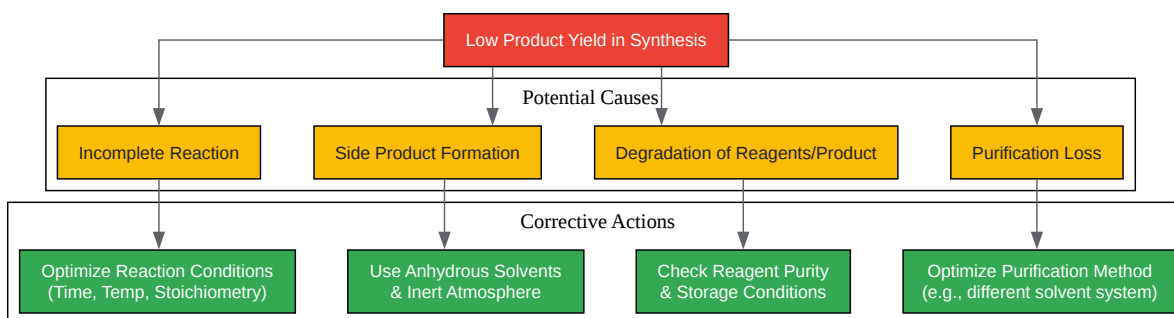 Low Product Yield in Synthesis
Potential Causes
Incomplete Reaction
Side Product Formation
Degradation of Reagents/Product
Purification Loss
Corrective Actions
Optimize Reaction Conditions
(Time, Temp, Stoichiometry)
Use Anhydrous Solvents
& Inert Atmosphere
Check Reagent Purity
& Storage Conditions
Optimize Purification Method
(e.g., different solvent system)